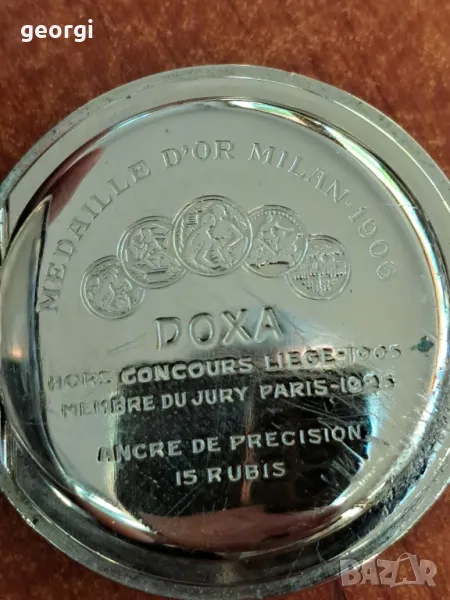 georgi
MEDAILLE D'OR MILAN-1906
DOXA
HORS CONCOURS LIEGE-1905
MEMBRE DU JURY PARIS-1925
ANCRE DE PRECISION
15 RUBIS
BAZAR